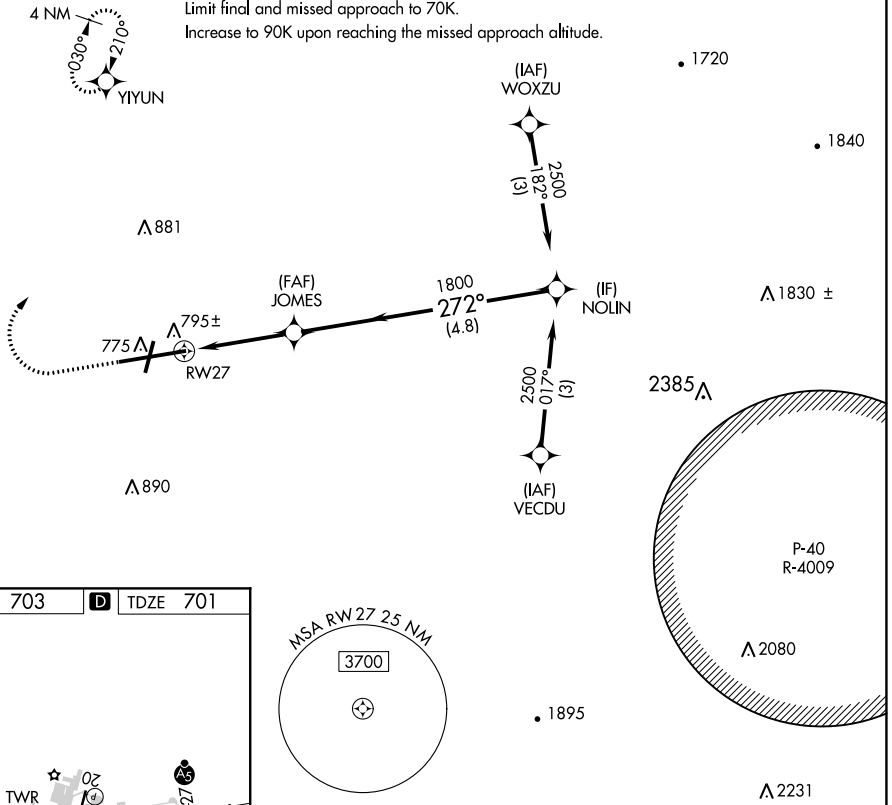 Limit final and missed approach to 70K.
Increase to 90K upon reaching the missed approach altitude.
4 NM
030°
210°
YIYUN
(IAF)
WOXZU
1720
1840
2500
182°
(3)
881
(FAF)
JOMES
1800
272°
(4.8)
(IF)
NOLIN
1830 ±
795±
775
RW27
2385
2500
017°
(3)
890
(IAF)
VECDU
P-40
R-4009
703 D TDZE 701
MSA RW27 25 NM
3700
2080
1895
TWR
20
A5
27
P
2231